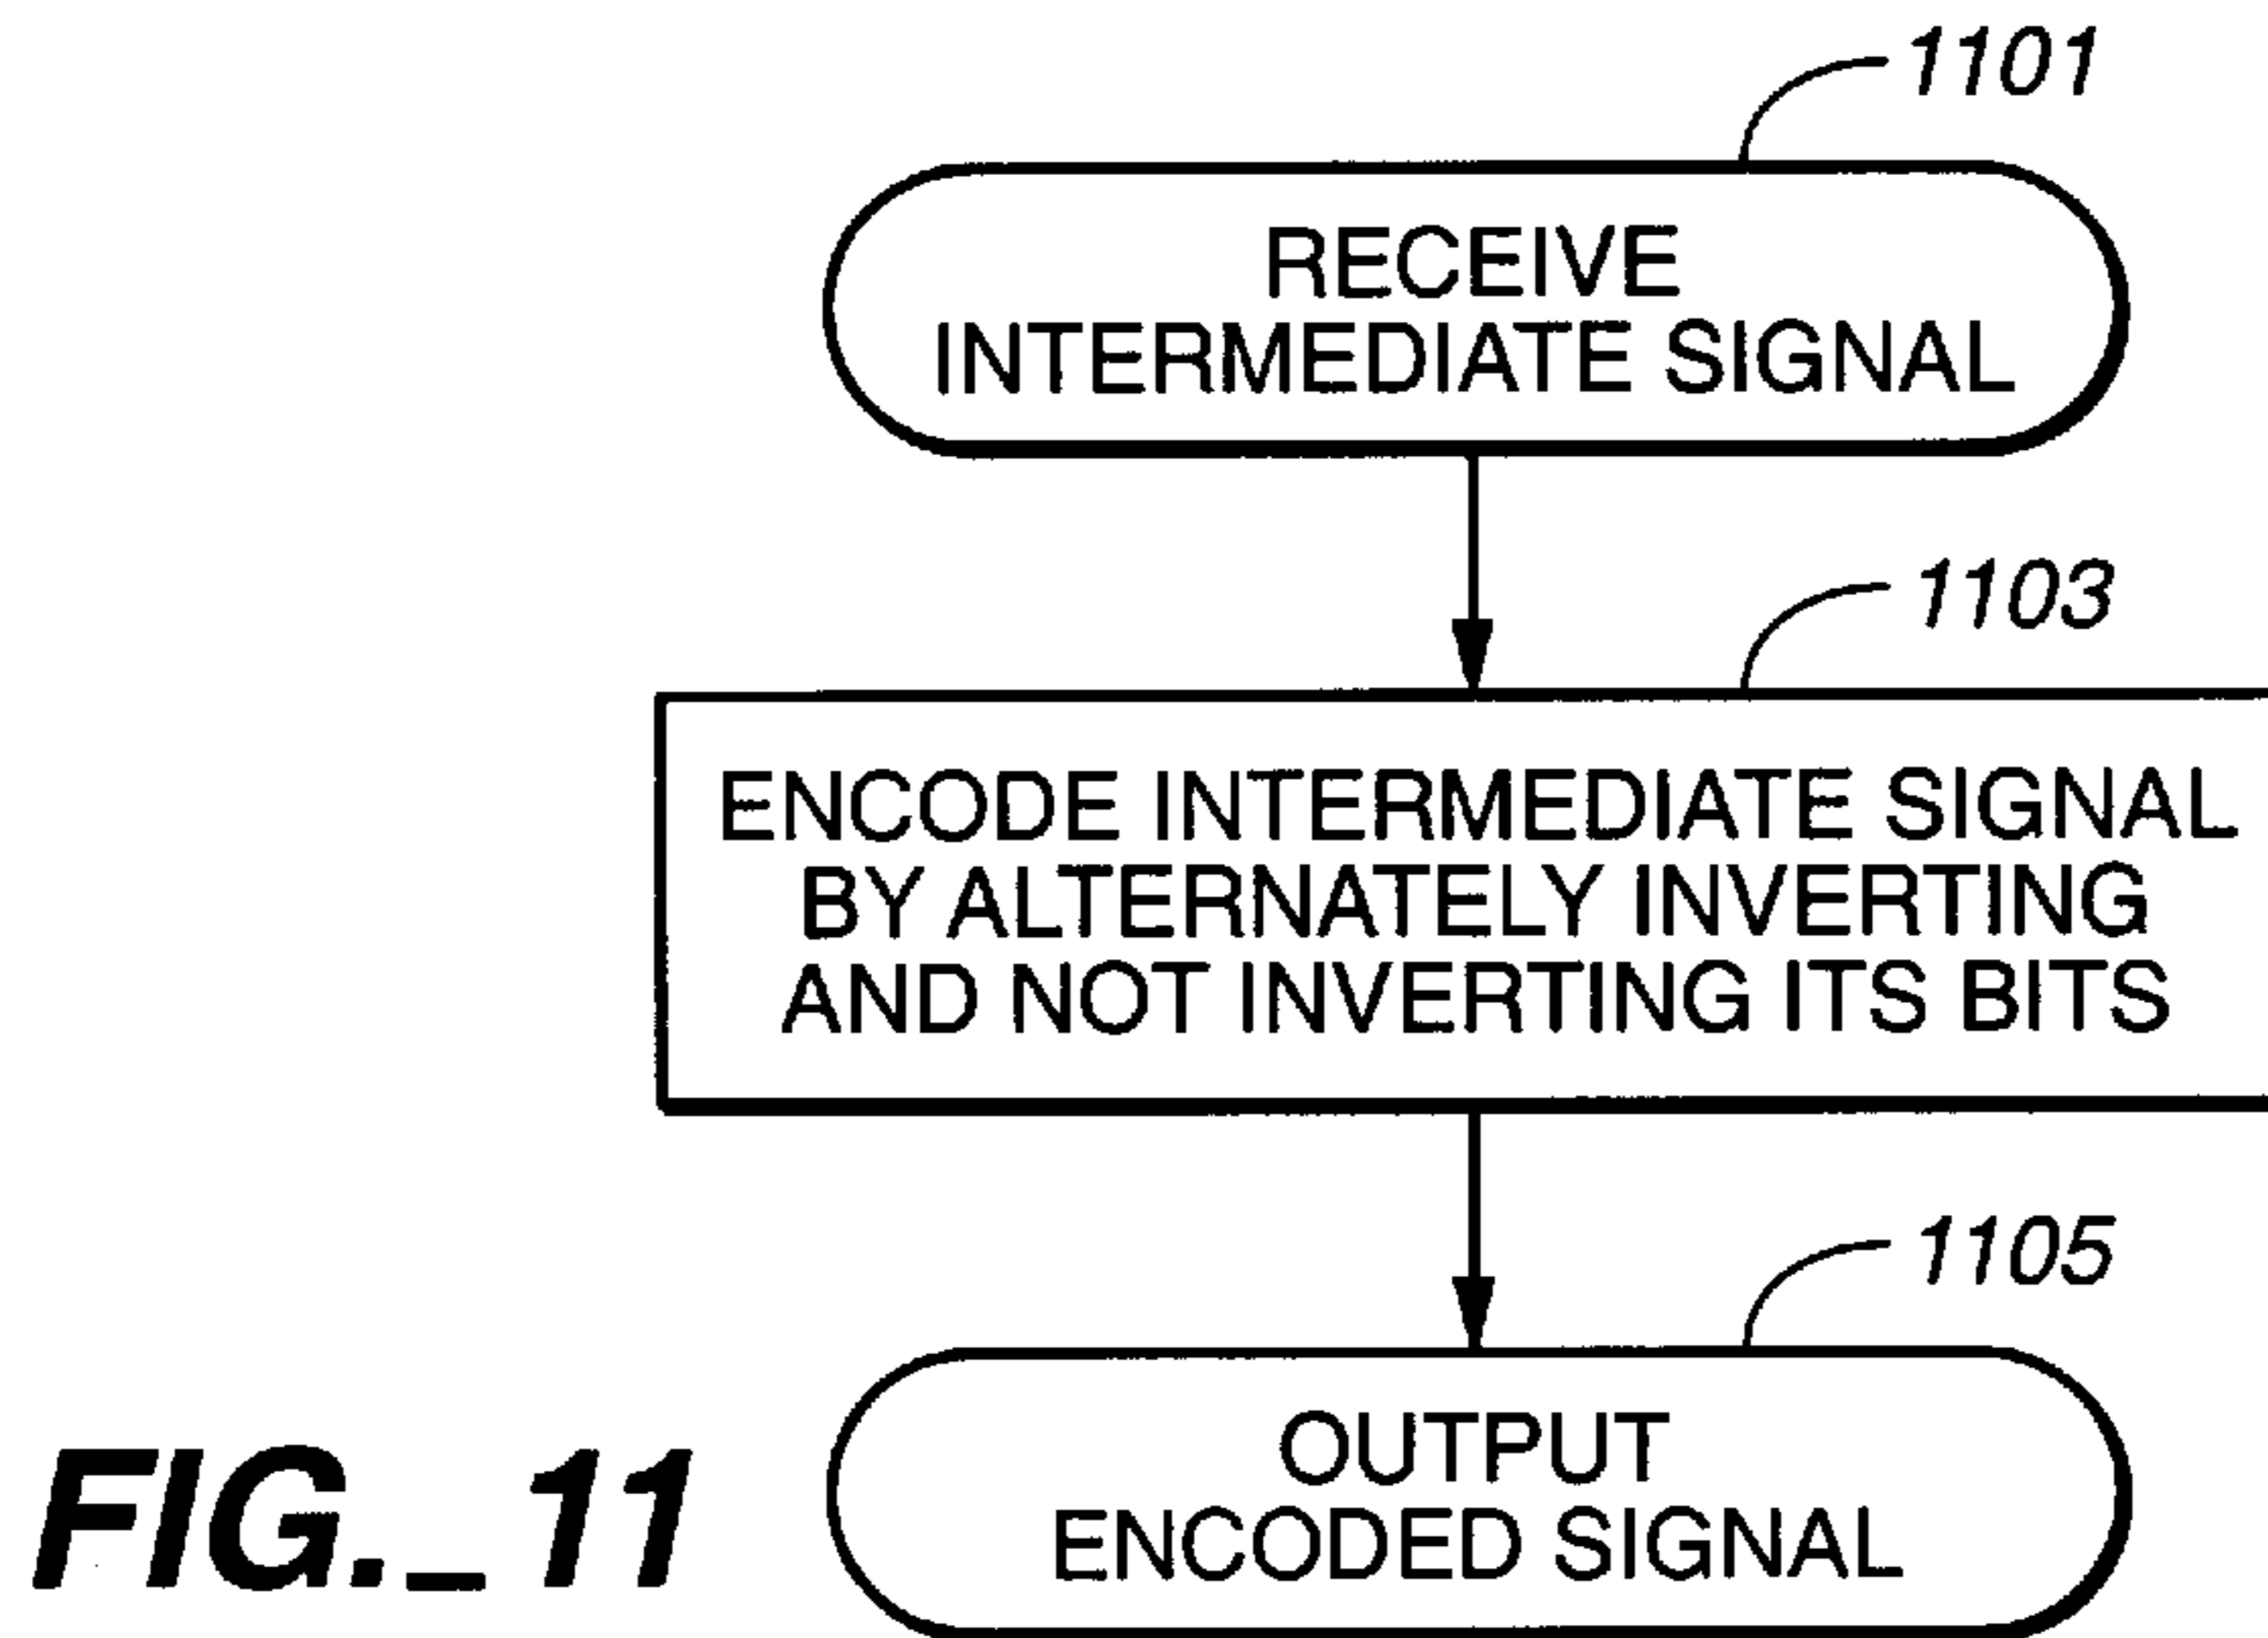 1101
RECEIVE
INTERMEDIATE SIGNAL
1103
ENCODE INTERMEDIATE SIGNAL
BY ALTERNATELY INVERTING
AND NOT INVERTING ITS BITS
1105
OUTPUT
ENCODED SIGNAL
FIG._11